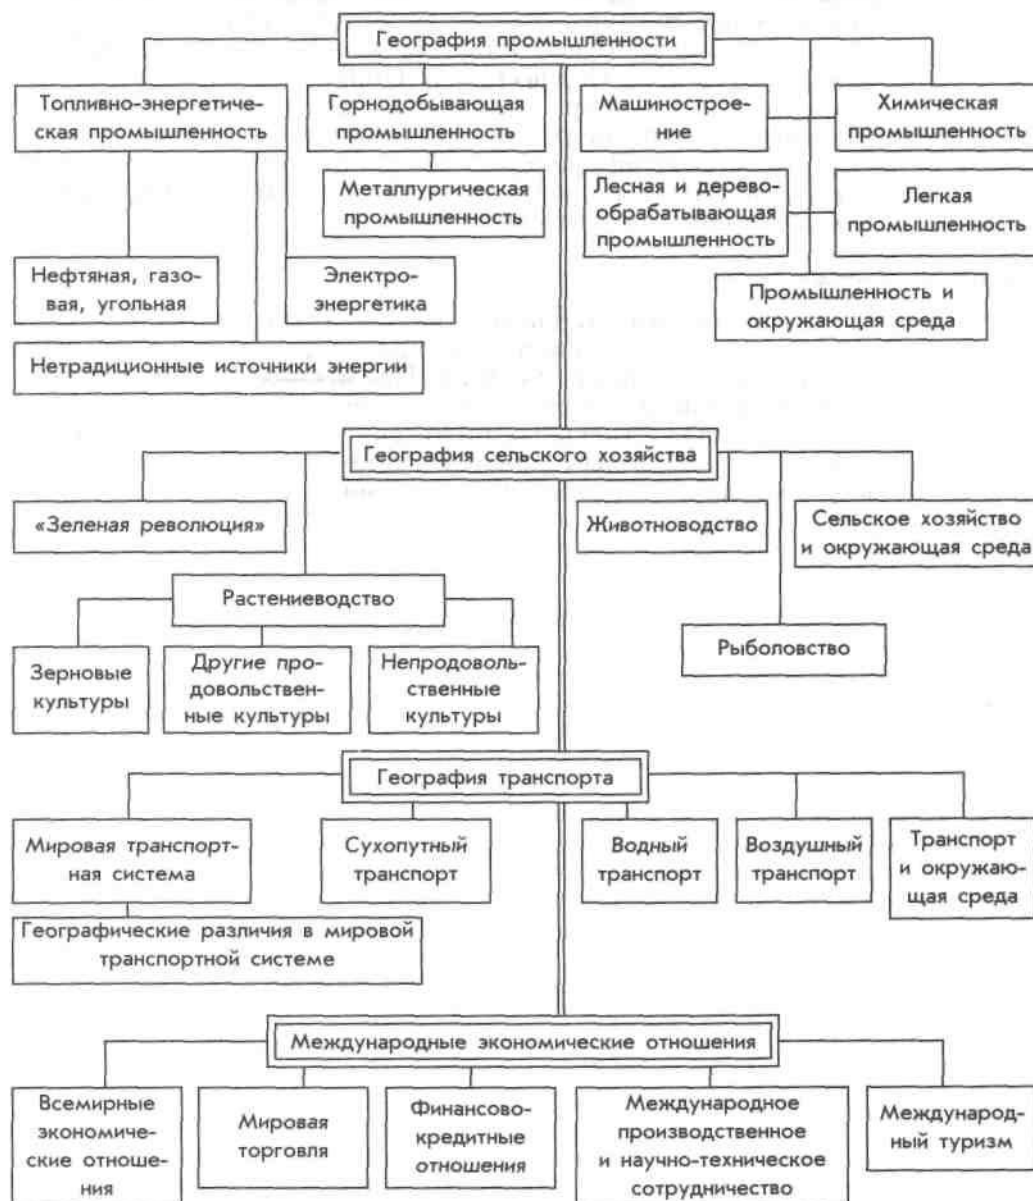 География промышленности
Топливно-энергетиче-
ская промышленность
Горнодобывающая
промышленность
Машинострое-
ние
Химическая
промышленность
Металлургическая
промышленность
Лесная и дерево-
обрабатывающая
промышленность
Легкая
промышленность
Нефтяная, газо-
вая, угольная
Электро-
энергетика
Промышленность и
окружающая среда
Нетрадиционные источники энергии
География сельского хозяйства
«Зеленая революция»
Животноводство
Сельское хозяйство
и окружающая среда
Растениеводство
Рыболовство
Зерновые
культуры
Другие про-
довольствен-
ные культуры
Непродоволь-
ственные
культуры
География транспорта
Мировая транспорт-
ная система
Сухопутный
транспорт
Водный
транспорт
Воздушный
транспорт
Транспорт
и окружаю-
щая среда
Географические различия в мировой
транспортной системе
Международные экономические отношения
Всемирные
экономиче-
ские отноше-
ния
Мировая
торговля
Финансово-
кредитные
отношения
Международное
производственное
и научно-техническое
сотрудничество
Международ-
ный туризм